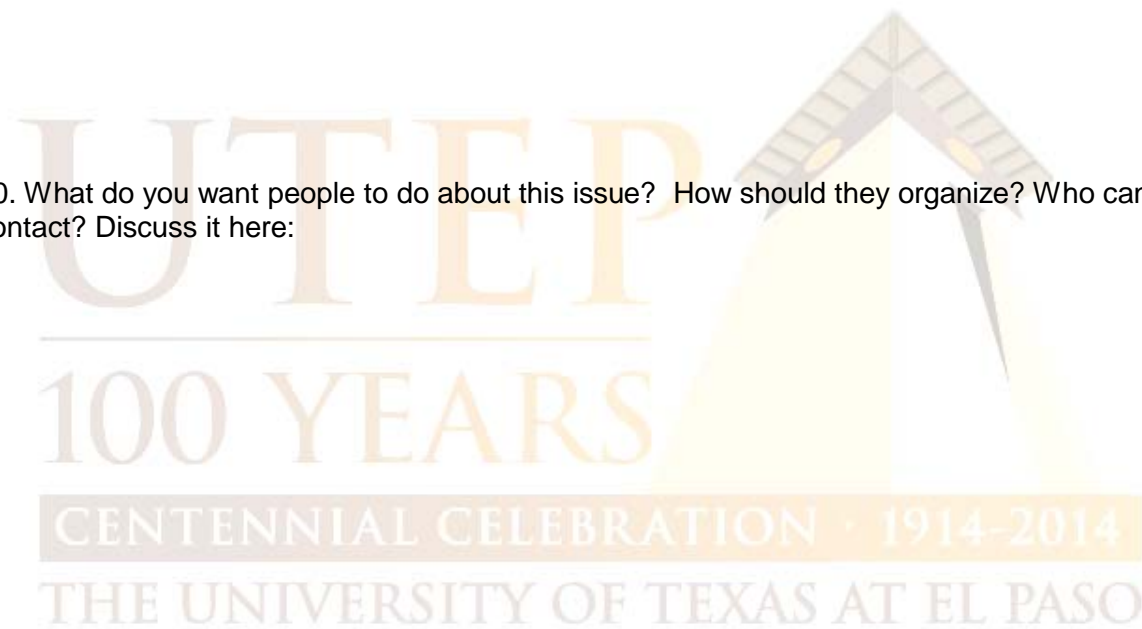 UTEP
0. What do you want people to do about this issue?  How should they organize? Who can
ontact? Discuss it here:
100 YEARS
CENTENNIAL CELEBRATION · 1914-2014
THE UNIVERSITY OF TEXAS AT EL PASO